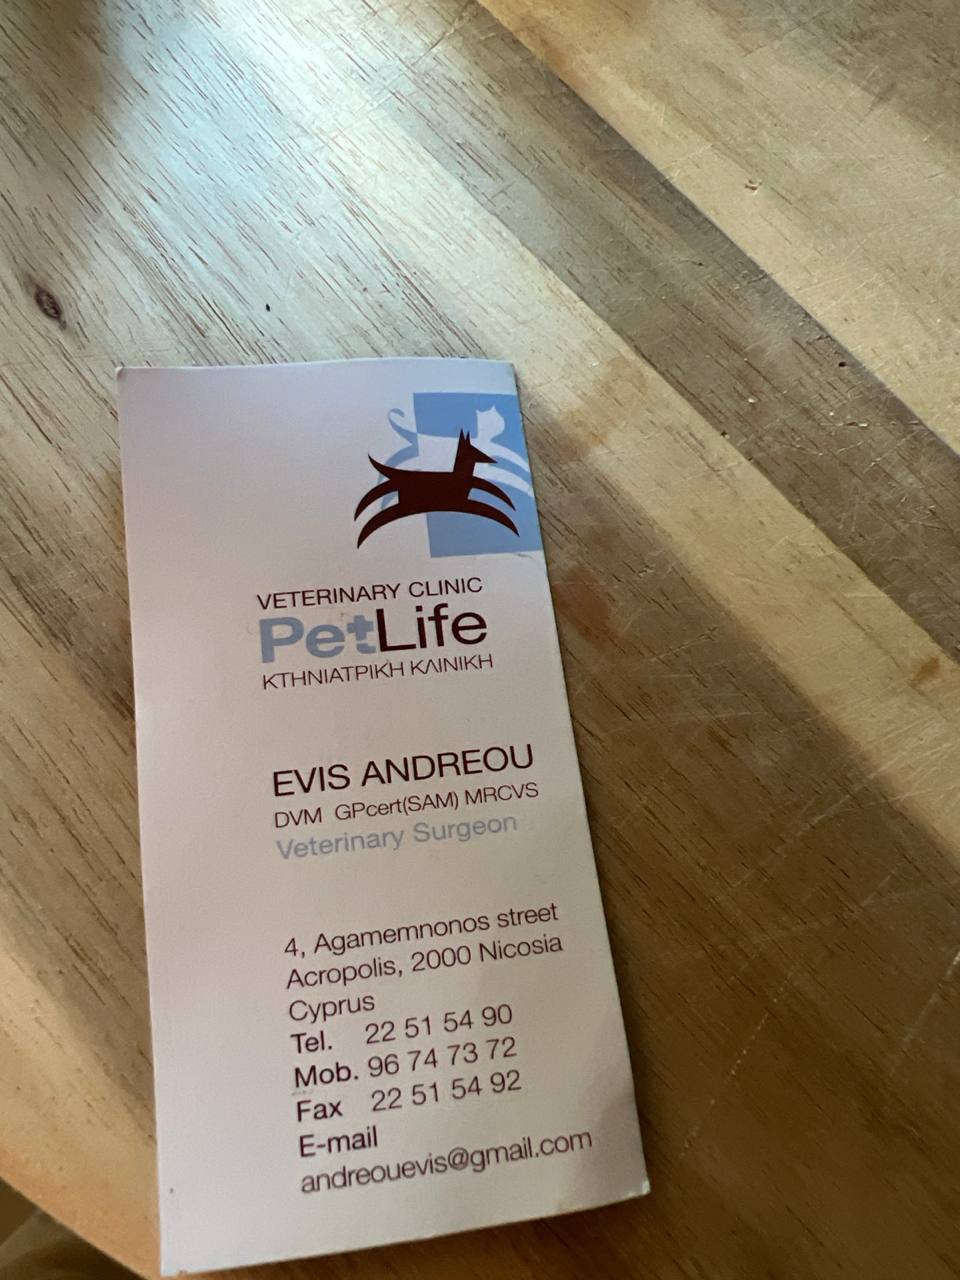 VETERINARY CLINIC
PetLife
ΚΤΗΝΙΑΤΡΙΚΗ ΚΛΙΝΙΚΗ
EVIS ANDREOU
DVM GPcert(SAM) MRCVS
Veterinary Surgeon
4, Agamemnonos street
Acropolis, 2000 Nicosia
Cyprus
Tel. 22 51 54 90
Mob. 96 74 73 72
Fax 22 51 54 92
E-mail
andreouevis@gmail.com